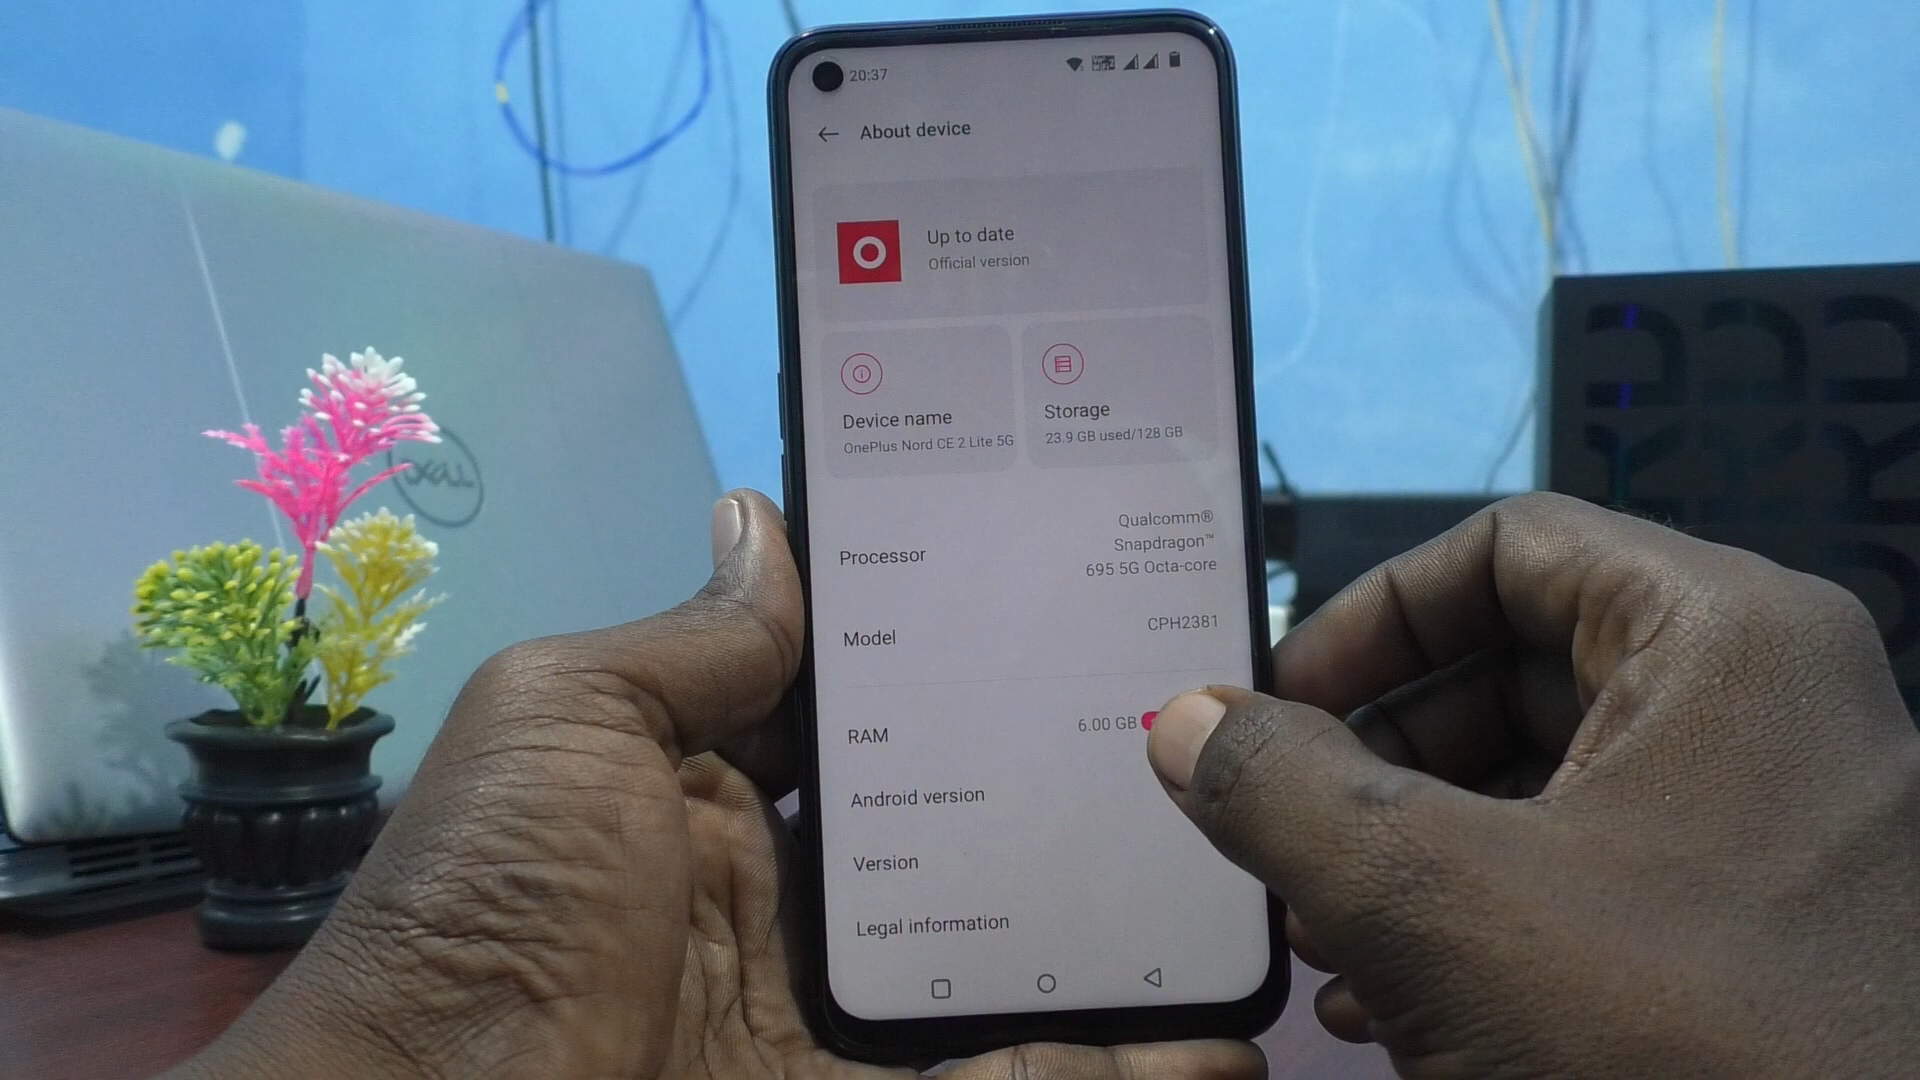 20:37
About device
Up to date
Official version
Device name
OnePlus Nord CE 2 Lite 5G
Storage
23.9 GB used/128 GB
Processor
Qualcomm®
Snapdragon™
695 5G Octa-core
Model
CPH2381
RAM
6.00 GB
Android version
Version
Legal information
DELL